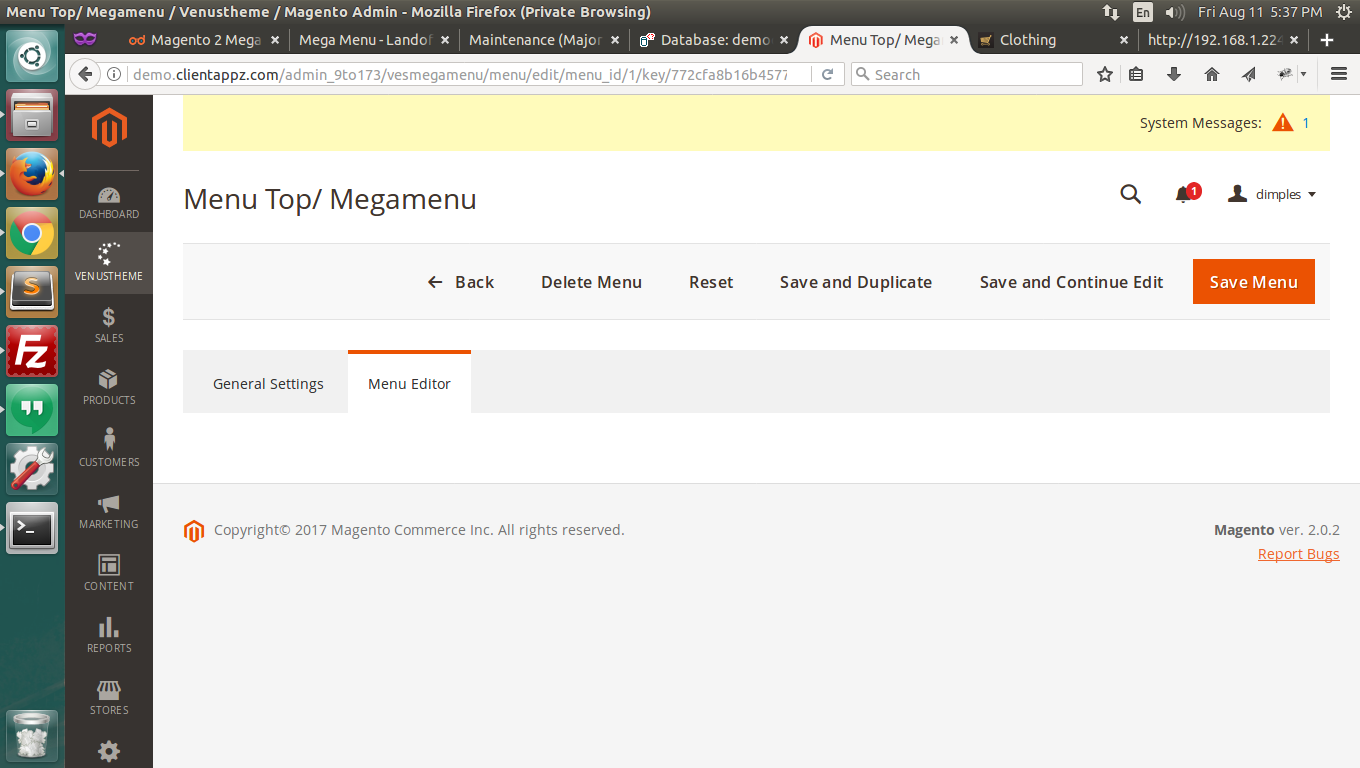 Menu Top/ Megamenu / Venustheme / Magento Admin - Mozilla Firefox (Private Browsing)
En
Fri Aug 11 5:37 PM
Magento 2 Mega
Mega Menu - Landof
Maintenance (Major
Database: demo
Menu Top/ Mega
Clothing
http://192.168.1.224
demo.clientappz.com/admin_9to173/vesmegamenu/menu/edit/menu_id/1/key/772cfa8b16b4577
Search
System Messages: 1
Menu Top/ Megamenu
1
dimples
Back
Delete Menu
Reset
Save and Duplicate
Save and Continue Edit
Save Menu
General Settings
Menu Editor
DASHBOARD
VENUSTHEME
$
SALES
PRODUCTS
CUSTOMERS
MARKETING
CONTENT
REPORTS
STORES
Copyright© 2017 Magento Commerce Inc. All rights reserved.
Magento ver. 2.0.2
Report Bugs